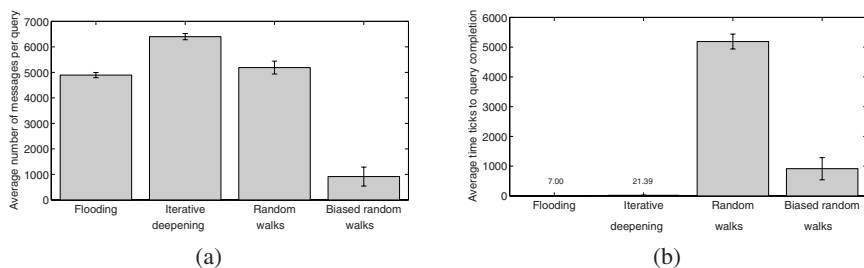 Average number of messages per query
7000
6000
5000
4000
3000
2000
1000
0
Flooding
Iterative
deepening
Random
walks
Biased random
walks
(a)
Average time ticks to query completion
6000
5000
4000
3000
2000
1000
0
7.00
21.39
Flooding
Iterative
deepening
Random
walks
Biased random
walks
(b)